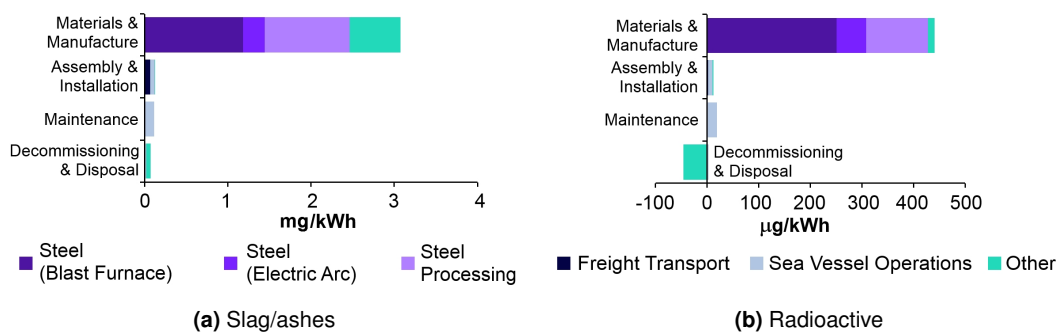 Materials &
Manufacture
Assembly &
Installation
Maintenance
Decommissioning
& Disposal
0 1 2 3 4
mg/kWh
Materials &
Manufacture
Assembly &
Installation
Maintenance
Decommissioning
& Disposal
-100 0 100 200 300 400 500
µg/kWh
Steel
(Blast Furnace)
Steel
(Electric Arc)
Steel
Processing
Freight Transport Sea Vessel Operations Other
(a) Slag/ashes
(b) Radioactive